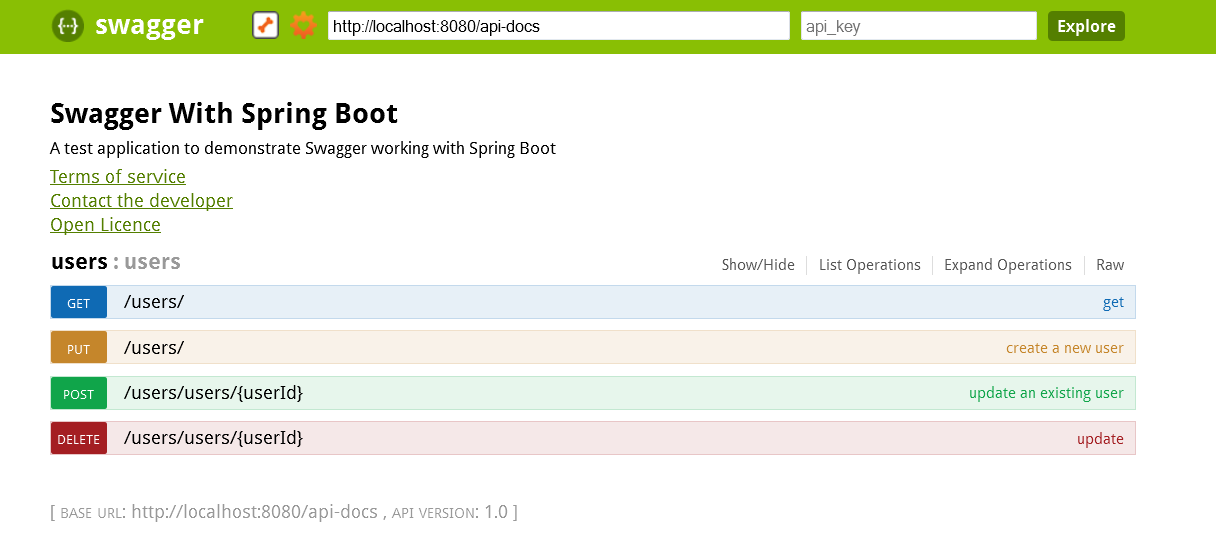 {···} swagger http://localhost:8080/api-docs api_key Explore
Swagger With Spring Boot
A test application to demonstrate Swagger working with Spring Boot
Terms of service
Contact the developer
Open Licence
users : users Show/Hide List Operations Expand Operations Raw
GET /users/ get
PUT /users/ create a new user
POST /users/users/{userId} update an existing user
DELETE /users/users/{userId} update
[ BASE URL: http://localhost:8080/api-docs , API VERSION: 1.0 ]